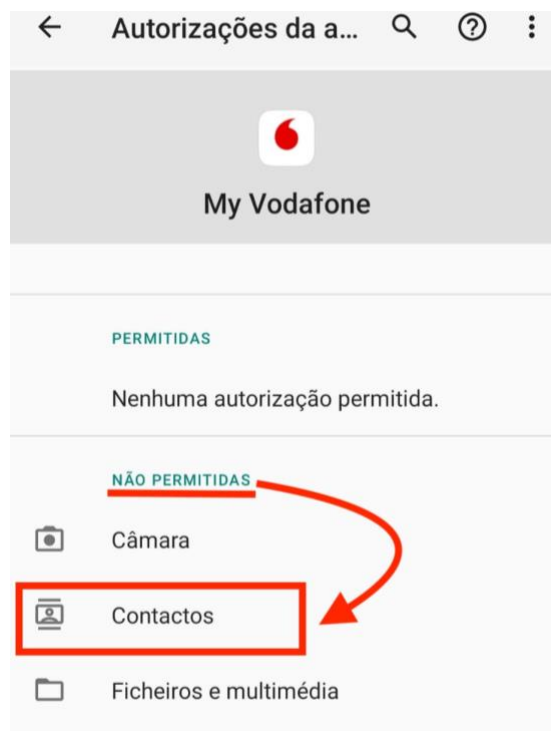 Autorizações da a...
My Vodafone
PERMITIDAS
Nenhuma autorização permitida.
NÃO PERMITIDAS
Câmara
Contactos
Ficheiros e multimédia